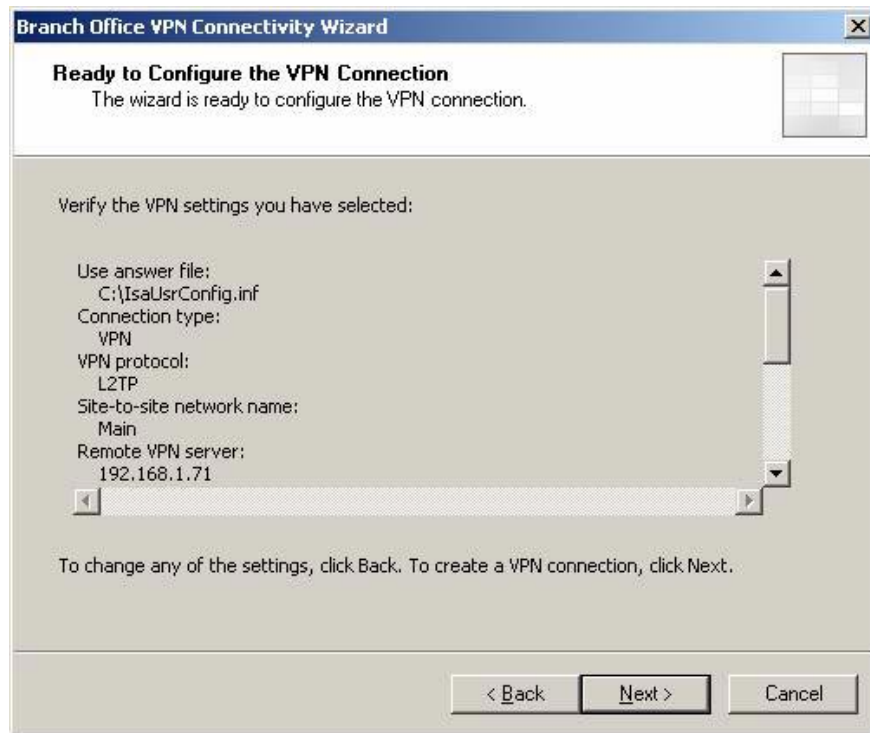 Branch Office VPN Connectivity Wizard
Ready to Configure the VPN Connection
The wizard is ready to configure the VPN connection.
Verify the VPN settings you have selected:
Use answer file:
C:\IsaUsrConfig.inf
Connection type:
VPN
VPN protocol:
L2TP
Site-to-site network name:
Main
Remote VPN server:
192.168.1.71
To change any of the settings, click Back. To create a VPN connection, click Next.
< Back Next > Cancel